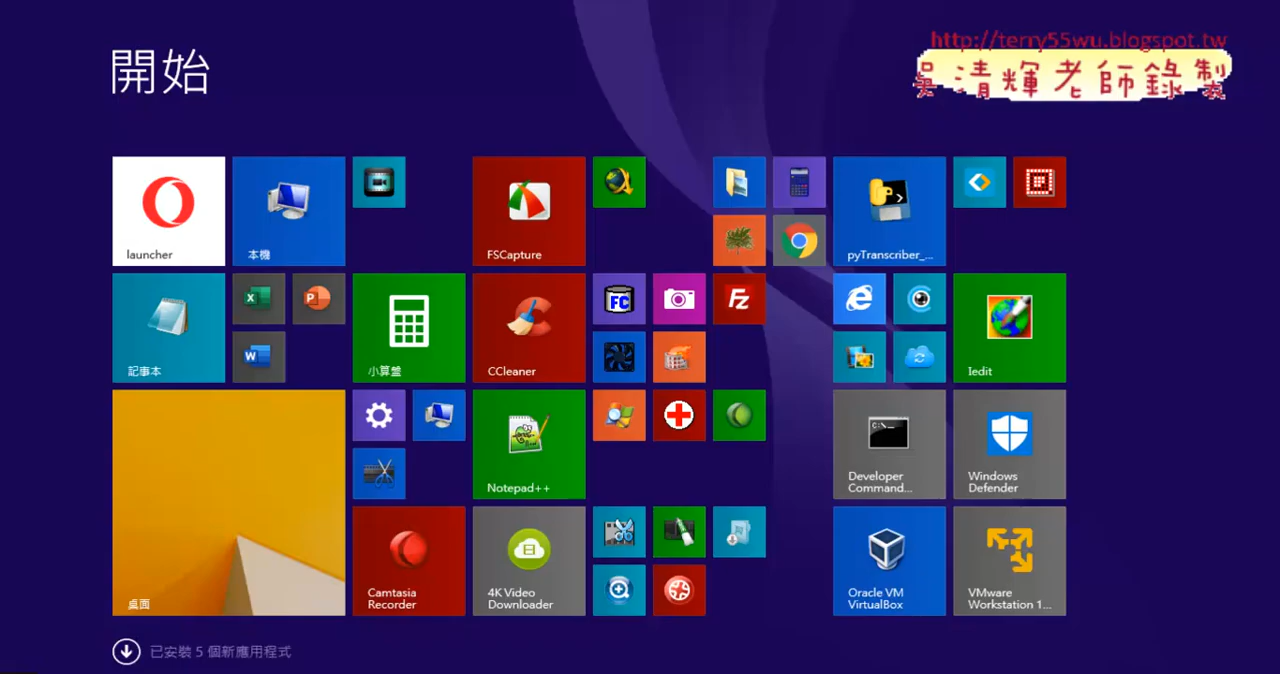 開始
http://terry55wu.blogspot.tw
吳清輝老師錄製
launcher
本機
FSCapture
pyTranscriber_...
記事本
小算盤
CCleaner
Iedit
桌面
Notepad++
Developer
Command...
Windows
Defender
Camtasia
Recorder
4K Video
Downloader
Oracle VM
VirtualBox
VMware
Workstation 1...
FC
FZ
C:\_
已安裝 5 個新應用程式